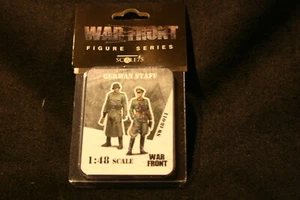 WAR FRONT
FIGURE SERIES
SCALE75
GERMAN STAFF
1:48 SCALE
WAR
FRONT